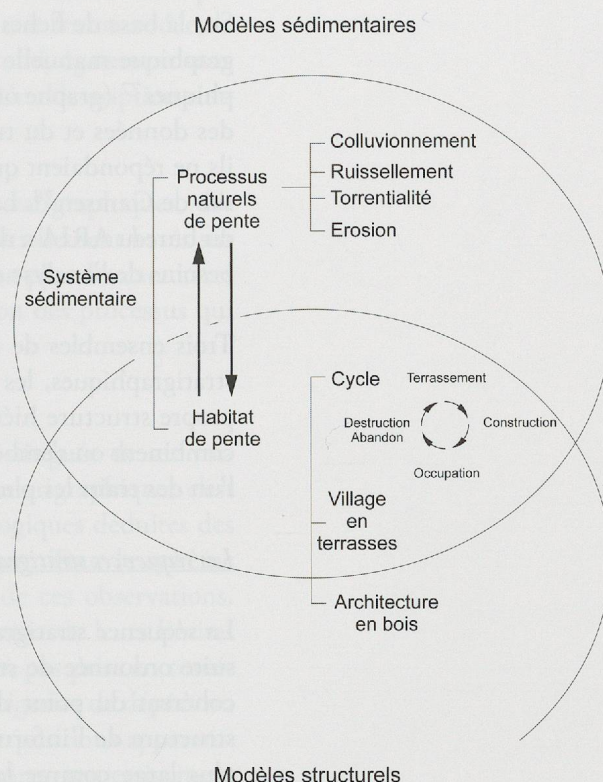 Modèles sédimentaires
Colluvionnement
Ruissellement
Torrentialité
Erosion
Processus
naturels
de pente
Système
sédimentaire
Habitat
de pente
Cycle
Terrassement
Construction
Destruction
Abandon
Occupation
Village
en
terrasses
Architecture
en bois
Modèles structurels